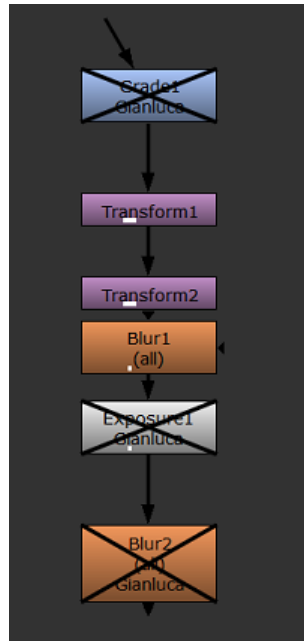 Grade1
Gianluca
Transform1
Transform2
Blur1
(all)
Exposure1
Gianluca
Blur2
(all)
Gianluca